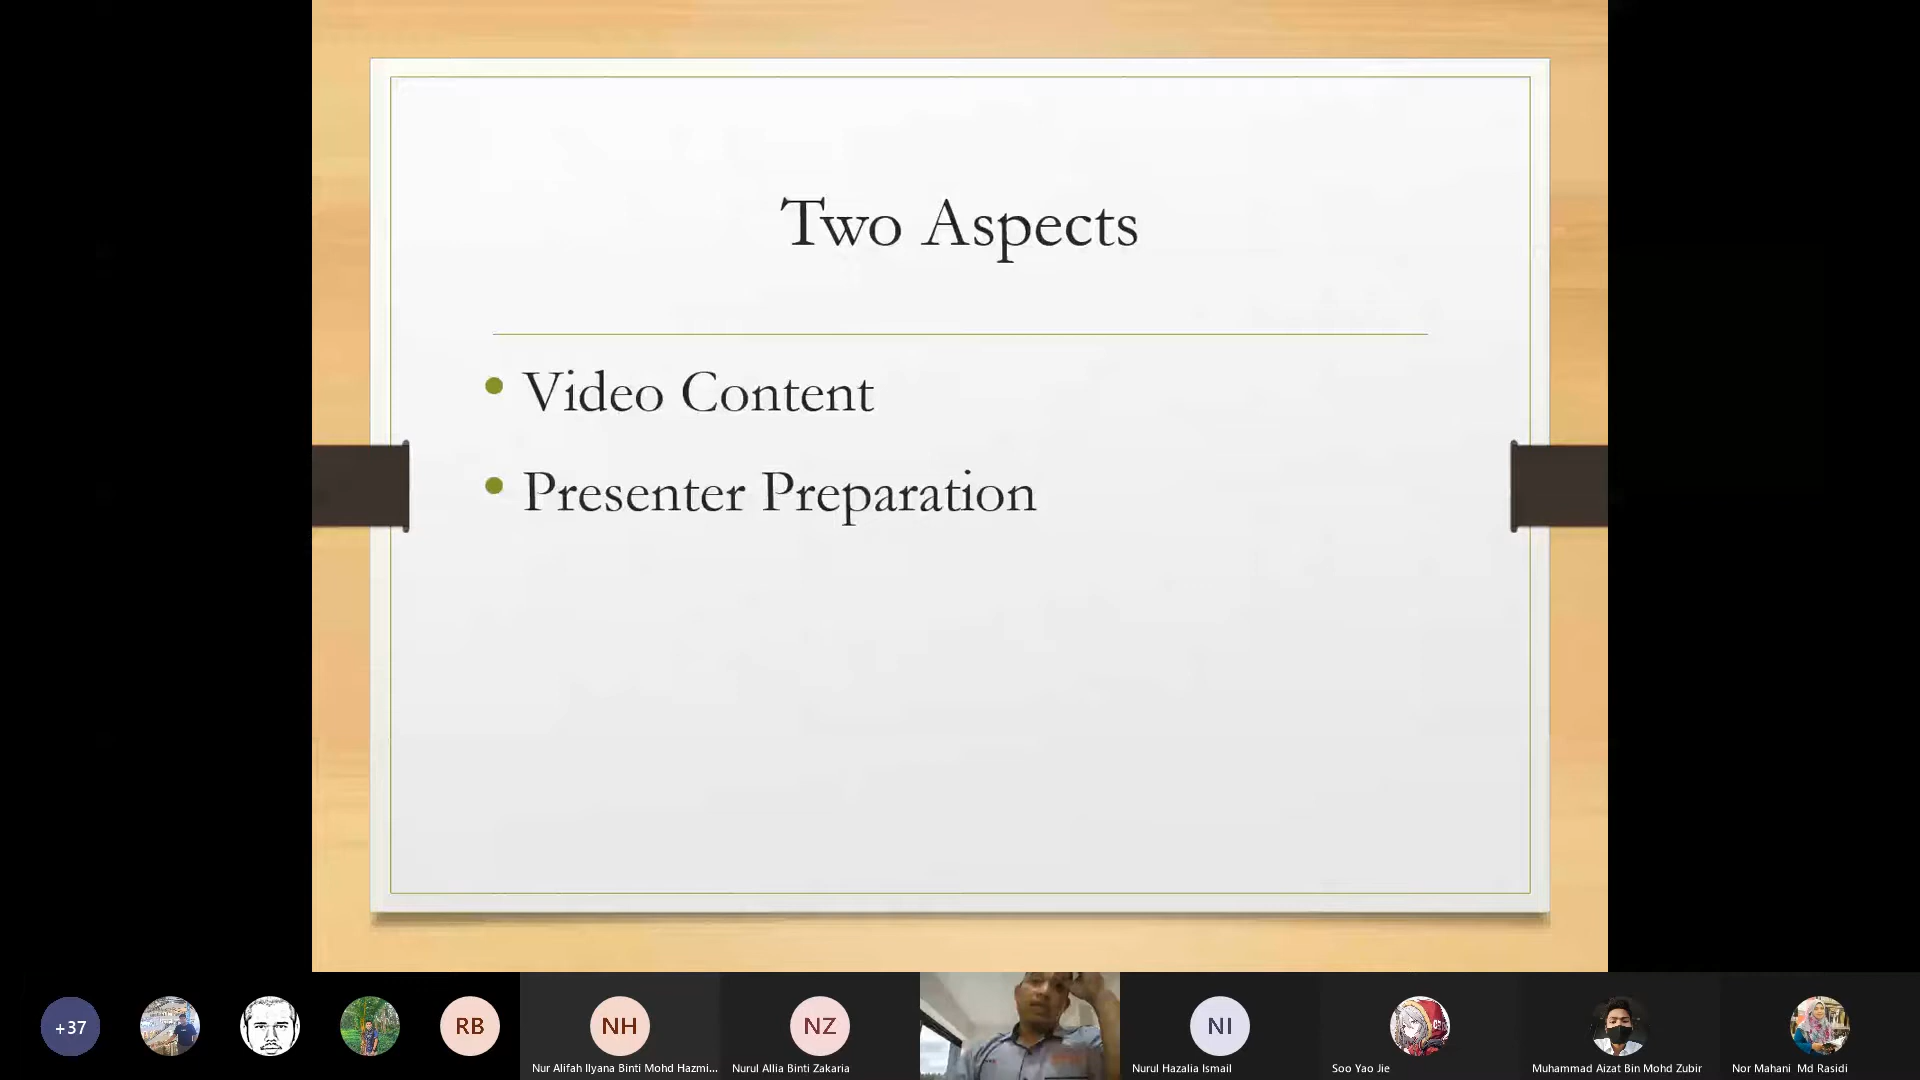 Two Aspects
• Video Content
• Presenter Preparation
+37
RB
NH
NZ
NI
Nur Alifah Ilyana Binti Mohd Hazmi...
Nurul Allia Binti Zakaria
Nurul Hazalia Ismail
Soo Yao Jie
Muhammad Aizat Bin Mohd Zubir
Nor Mahani Md Rasidi